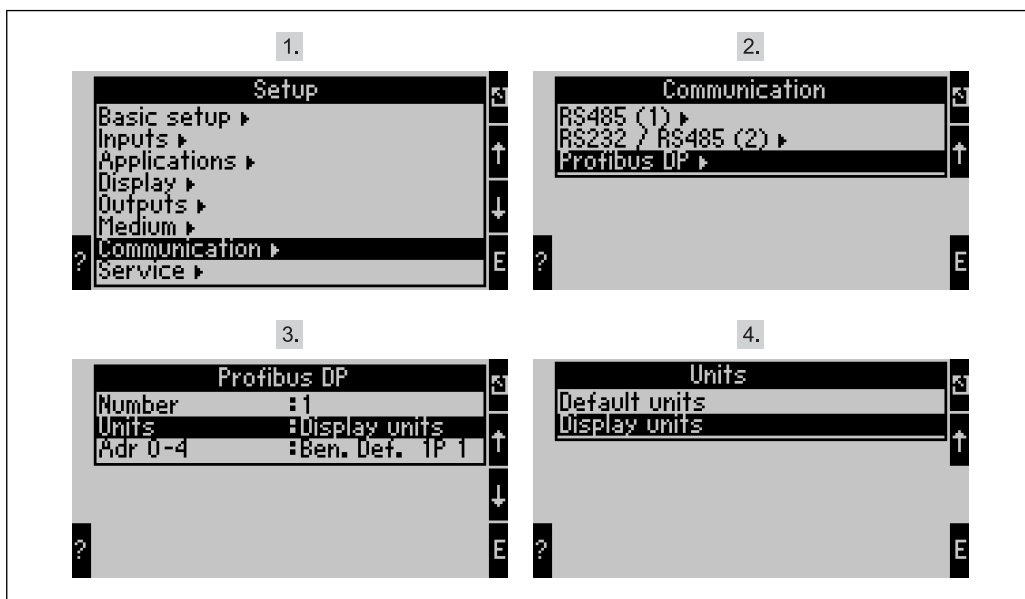 1.
Setup
Basic setup ▸
Inputs ▸
Applications ▸
Display ▸
Outputs ▸
Medium ▸
Communication ▸
Service ▸
?
↑
↓
E
2.
Communication
RS485 (1) ▸
RS232 / RS485 (2) ▸
Profibus DP ▸
?
↑
E
3.
Profibus DP
Number :1
Units :Display units
Adr 0-4 :Ben. Def. 1P 1
?
↑
↓
E
4.
Units
Default units
Display units
?
↑
E